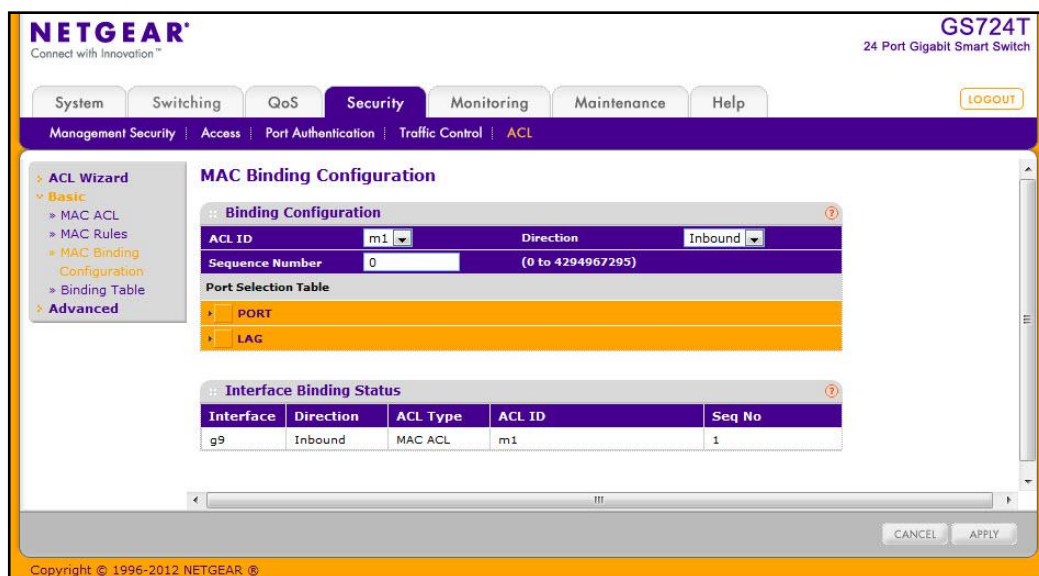 NETGEAR®
Connect with Innovation™
GS724T
24 Port Gigabit Smart Switch
System Switching QoS Security Monitoring Maintenance Help
LOGOUT
Management Security | Access | Port Authentication | Traffic Control | ACL
ACL Wizard
Basic
» MAC ACL
» MAC Rules
» MAC Binding
Configuration
» Binding Table
Advanced
MAC Binding Configuration
Binding Configuration ?
ACL ID m1 Direction Inbound
Sequence Number 0 (0 to 4294967295)
Port Selection Table
PORT
LAG
Interface Binding Status ?
Interface Direction ACL Type ACL ID Seq No
g9 Inbound MAC ACL m1 1
CANCEL APPLY
Copyright © 1996-2012 NETGEAR ®